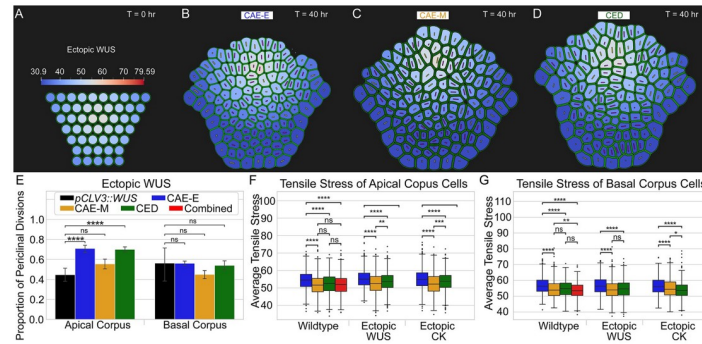 A
T = 0 hr
Ectopic WUS
30.9 40 50 60 70 79.59
B
CAE-E
T = 40 hr
C
CAE-M
T = 40 hr
D
CED
T = 40 hr
E
Ectopic WUS
pCLV3::WUS CAE-E
CAE-M CED Combined
Proportion of Periclinal Divisions
1.0
0.8
0.6
0.4
0.2
0.0
****
ns
****
ns
ns
ns
Apical Corpus Basal Corpus
F
Tensile Stress of Apical Copus Cells
Average Tensile Stress
100
90
80
70
60
50
40
****
****
ns
****
ns
ns
****
**
****
****
***
****
Wildtype Ectopic WUS Ectopic CK
G
Tensile Stress of Basal Corpus Cells
Average Tensile Stress
110
100
90
80
70
60
50
40
****
****
**
****
ns
ns
****
ns
****
****
*
****
Wildtype Ectopic WUS Ectopic CK